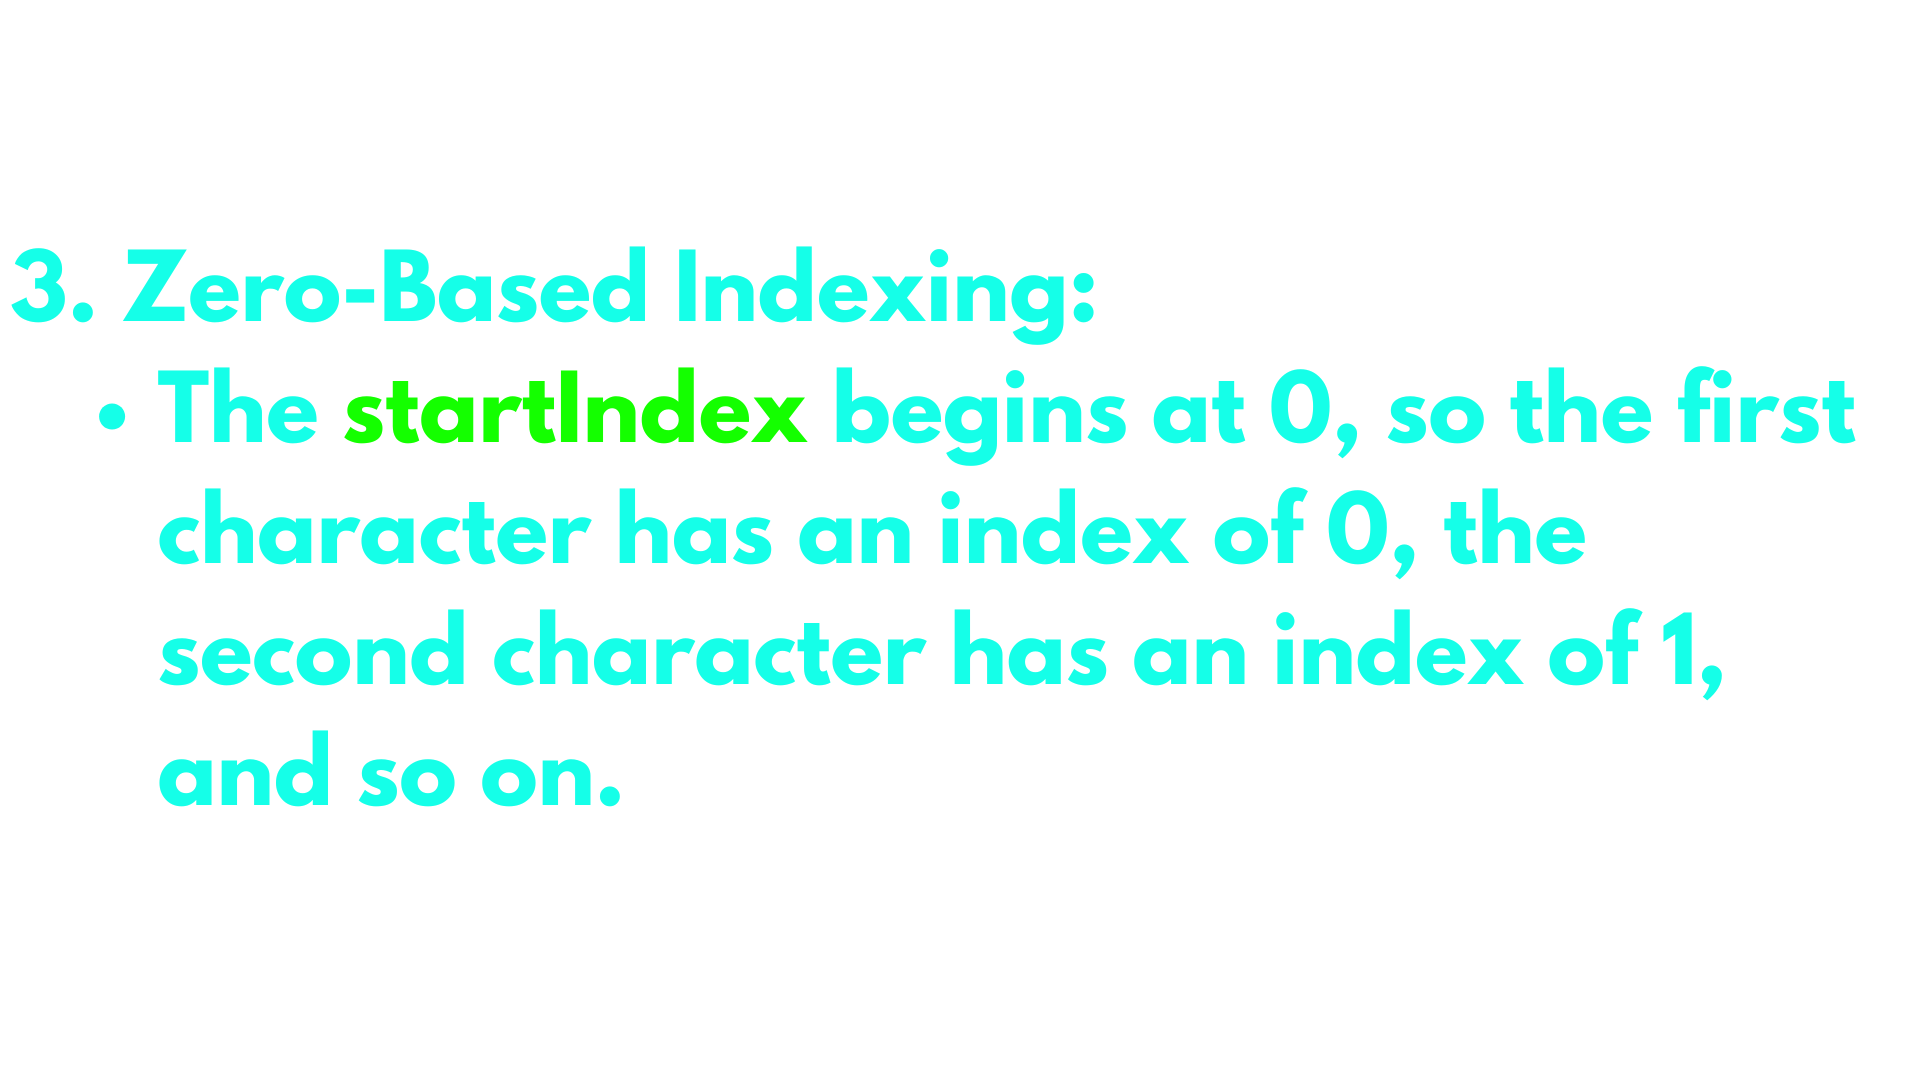 3. Zero-Based Indexing:
• The startIndex begins at 0, so the first
character has an index of 0, the
second character has an index of 1,
and so on.